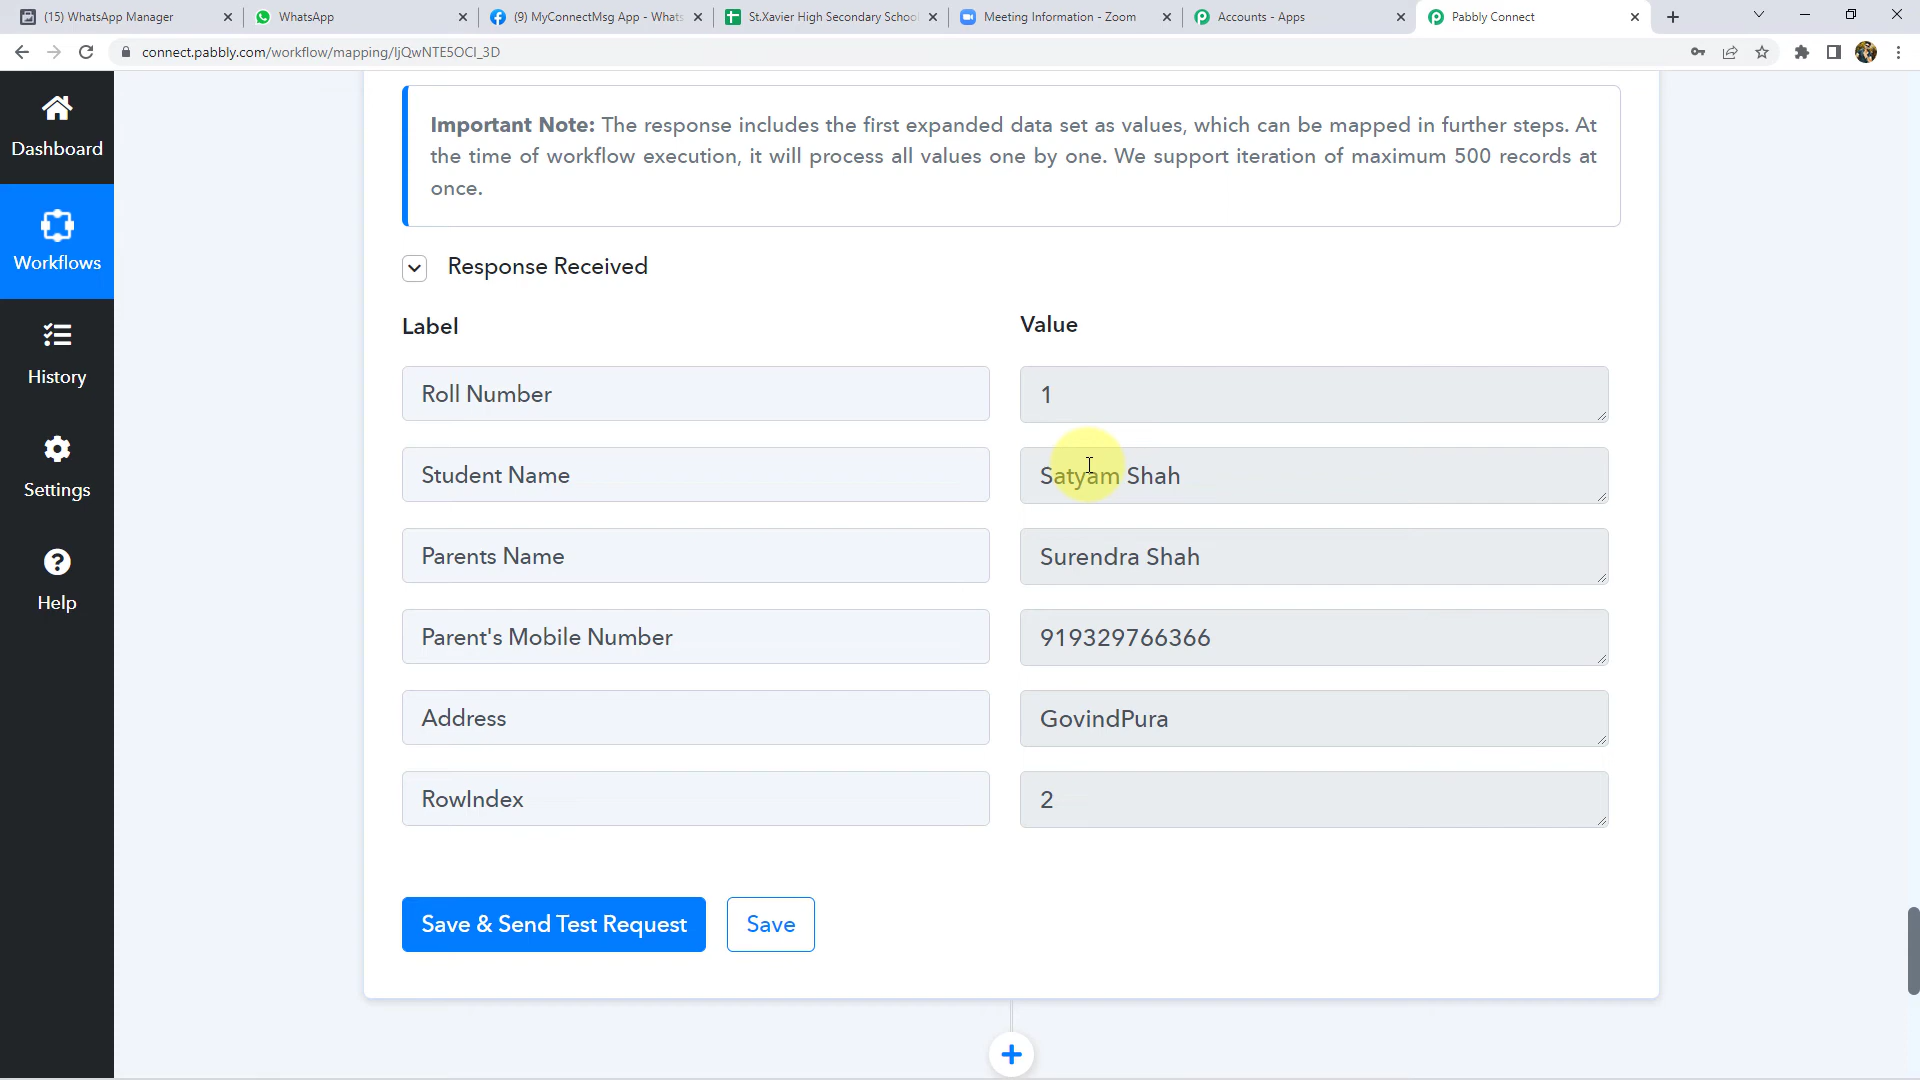 (15) WhatsApp Manager
WhatsApp
(9) MyConnectMsg App - Whats
St.Xavier High Secondary School
Meeting Information - Zoom
Accounts - Apps
Pabbly Connect
connect.pabbly.com/workflow/mapping/IjQwNTE5OCI_3D
Dashboard
Workflows
History
Settings
Help
Important Note: The response includes the first expanded data set as values, which can be mapped in further steps. At
the time of workflow execution, it will process all values one by one. We support iteration of maximum 500 records at
once.
Response Received
Label
Value
Roll Number
1
Student Name
Satyam Shah
Parents Name
Surendra Shah
Parent's Mobile Number
919329766366
Address
GovindPura
RowIndex
2
Save & Send Test Request
Save